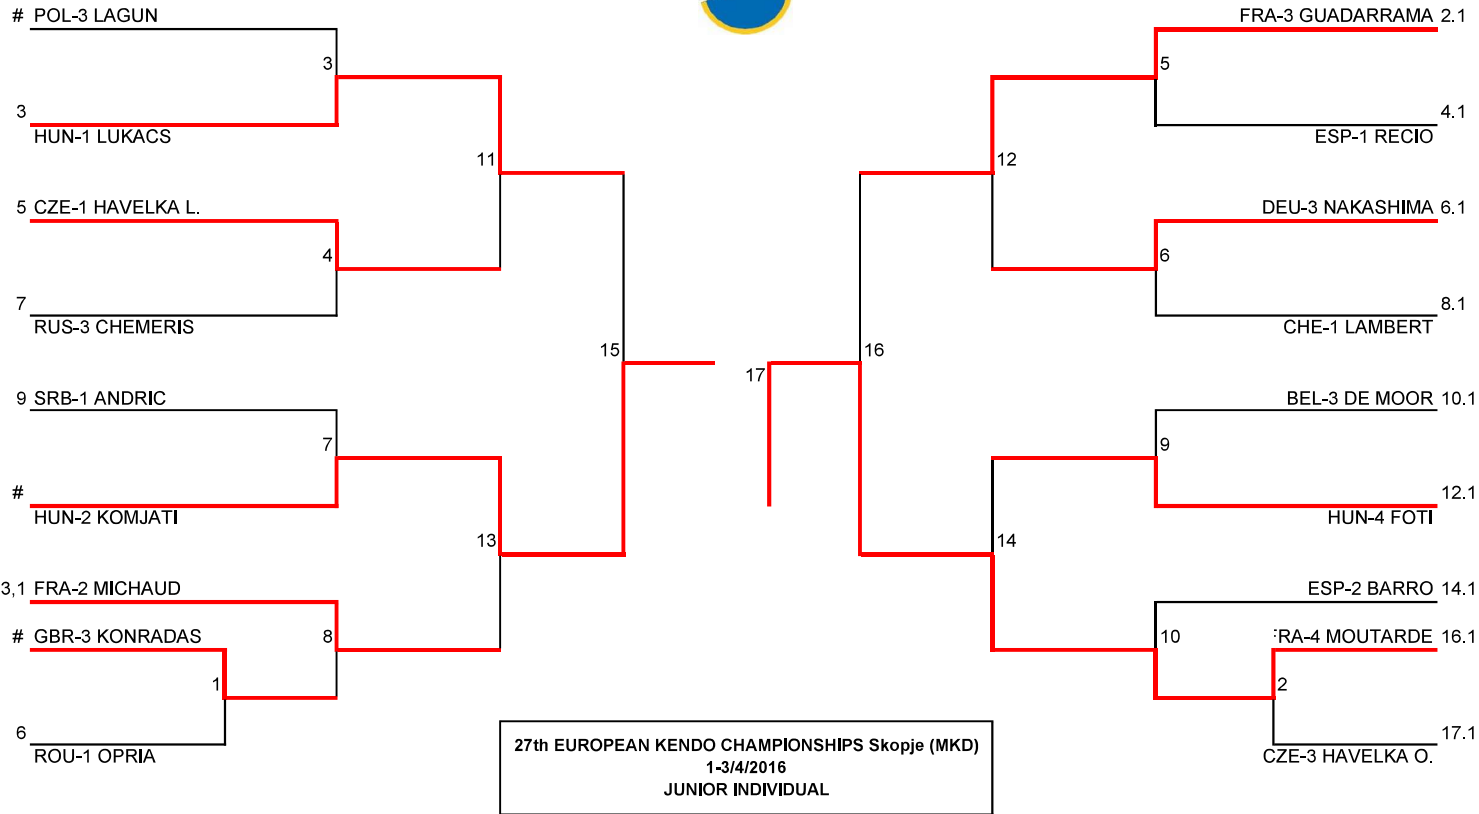 # POL-3 LAGUN
3
3
HUN-1 LUKACS
11
5 CZE-1 HAVELKA L.
4
7
RUS-3 CHEMERIS
15
9 SRB-1 ANDRIC
7
#
HUN-2 KOMJATI
13
3,1 FRA-2 MICHAUD
# GBR-3 KONRADAS
8
1
6
ROU-1 OPRIA
17
FRA-3 GUADARRAMA 2.1
5
4.1
ESP-1 RECIO
12
DEU-3 NAKASHIMA 6.1
6
8.1
CHE-1 LAMBERT
16
BEL-3 DE MOOR 10.1
9
12.1
HUN-4 FOTI
14
ESP-2 BARRO 14.1
10
FRA-4 MOUTARDE 16.1
2
17.1
CZE-3 HAVELKA O.
27th EUROPEAN KENDO CHAMPIONSHIPS Skopje (MKD)
1-3/4/2016
JUNIOR INDIVIDUAL